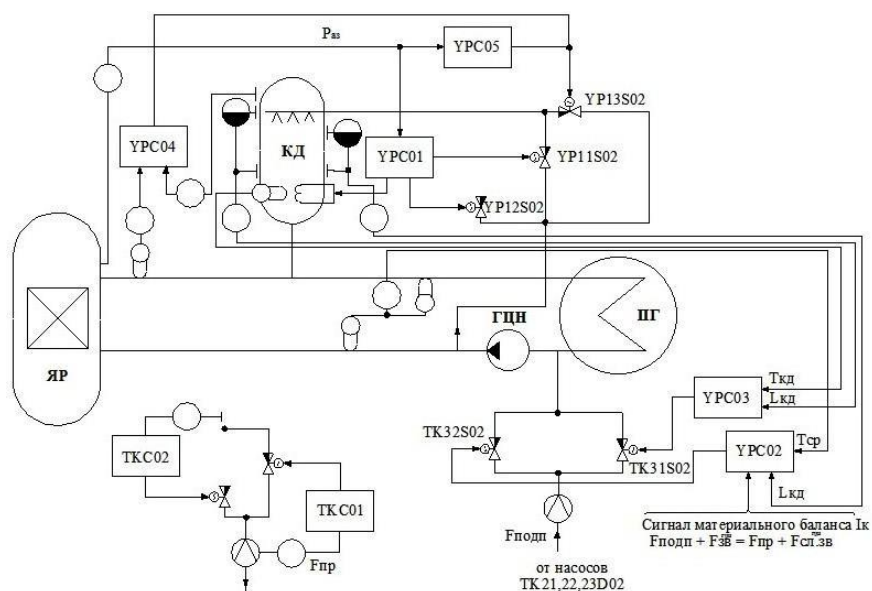 Pаз
YPC05
YP13S02
YPC04
КД
YPC01
YP11S02
YP12S02
ГЦН
ПГ
ЯР
Tкд
YPC03
Lкд
TK32S02
Tср
TKC02
TK31S02
YPC02
TKC01
Lкд
Fпр
Fподп
Сигнал материального баланса Iк
Fподп + Fзв = Fпр + Fсл.зв
от насосов
TK21,22,23D02